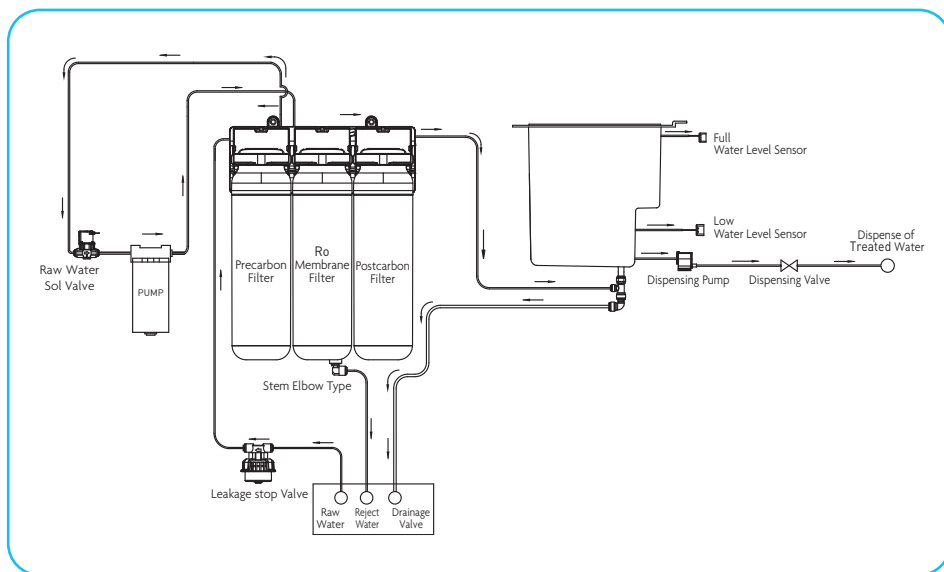 Full
Water Level Sensor
Low
Water Level Sensor
Dispense of
Treated Water
Dispensing Pump
Dispensing Valve
Raw Water
Sol Valve
PUMP
Precarbon
Filter
Ro
Membrane
Filter
Postcarbon
Filter
Stem Elbow Type
Leakage stop Valve
Raw
Water
Reject
Water
Drainage
Valve